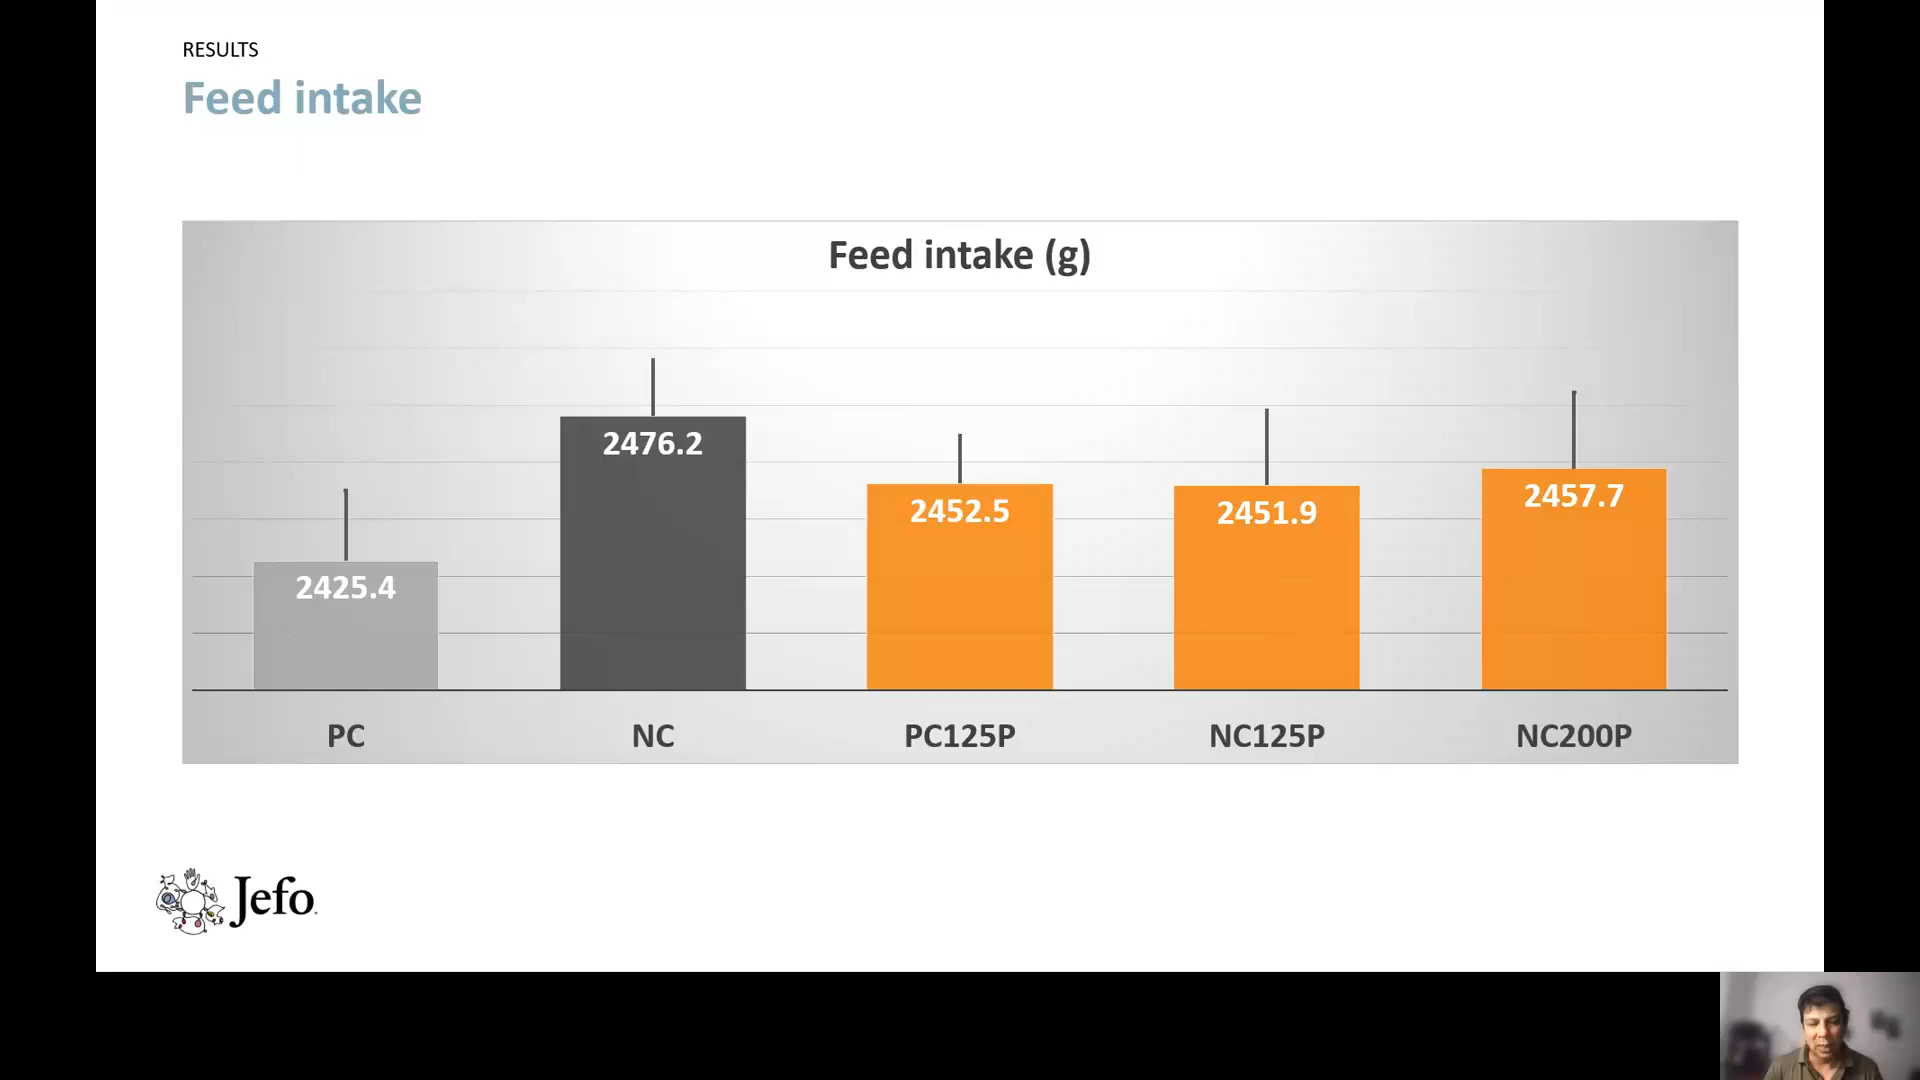 RESULTS
Feed intake
Feed intake (g)
2425.4
2476.2
2452.5
2451.9
2457.7
PC
NC
PC125P
NC125P
NC200P
Jefo